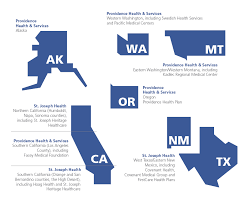 Providence
Health & Services
Alaska
AK
Providence Health & Services
Western Washington, including Swedish Health Services
and Pacific Medical Centers
WA
MT
Providence Health & Services
Eastern Washington/Western Montana, including
Kadlec Regional Medical Center
OR
Providence
Health & Services
Oregon
Providence Health Plan
St. Joseph Health
Northern California (Humboldt,
Napa, Sonoma counties),
including St. Joseph Heritage
Healthcare
Providence Health & Services
Southern California (Los Angeles
County), including
Facey Medical Foundation
St. Joseph Health
Southern California (Orange and San
Bernardino counties, The High Desert),
including Hoag Health and St. Joseph
Heritage Healthcare
CA
NM
TX
St. Joseph Health
West Texas/Eastern New
Mexico, including
Covenant Health,
Covenant Medical Group and
FirstCare Health Plans